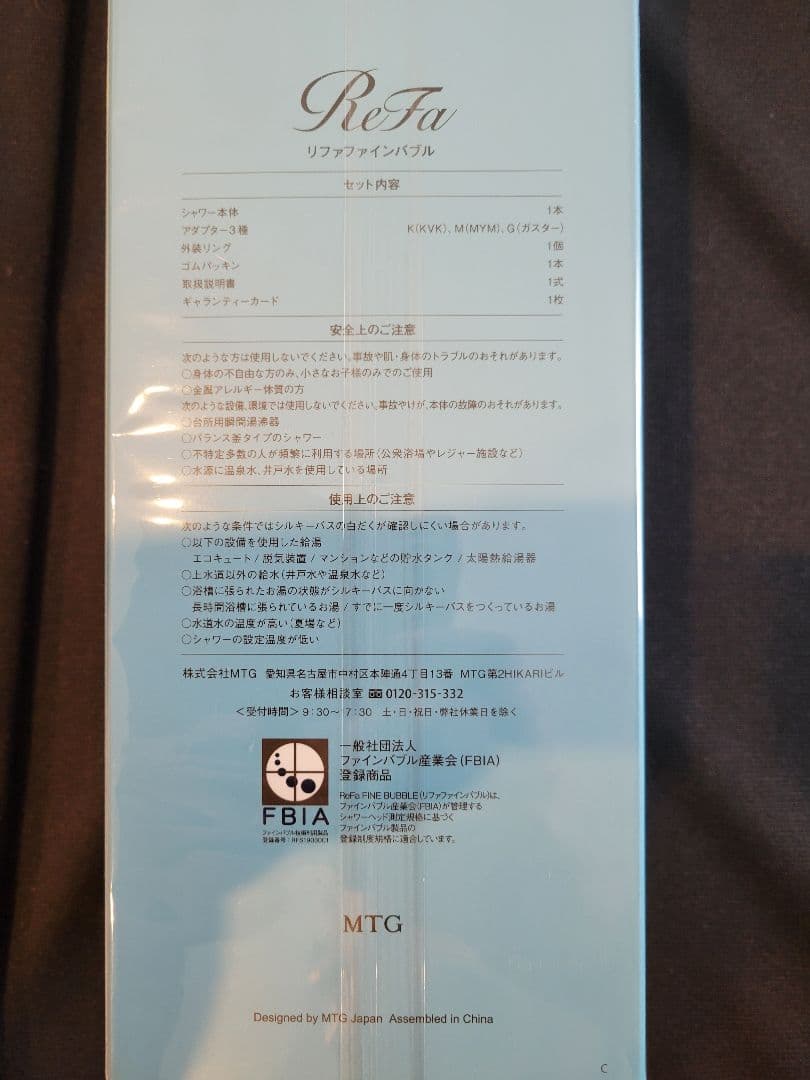 ReFa
リファファインバブル
セット内容
シャワー本体 1本
アダプター3種 K(KVK)、M(MYM)、G(ガスター)
外装リング 1個
ゴムパッキン 1本
取扱説明書 1式
ギャランティーカード 1枚
安全上のご注意
次のような方は使用しないでください。事故や肌・身体のトラブルのおそれがあります。
○身体の不自由な方のみ、小さなお子様のみでのご使用
○金属アレルギー体質の方
次のような設備、環境では使用しないでください。事故やけが、本体の故障のおそれがあります。
○台所用瞬間湯沸器
○バランス釜タイプのシャワー
○不特定多数の人が頻繁に利用する場所(公衆浴場やレジャー施設など)
○水源に温泉水、井戸水を使用している場所
使用上のご注意
次のような条件ではシルキーバスの白だくが確認しにくい場合があります。
○以下の設備を使用した給湯
エコキュート / 脱気装置 / マンションなどの貯水タンク / 太陽熱給湯器
○上水道以外の給水(井戸水や温泉水など)
○浴槽に張られたお湯の状態がシルキーバスに向かない
長時間浴槽に張られているお湯 / すでに一度シルキーバスをつくっているお湯
○水道水の温度が高い(夏場など)
○シャワーの設定温度が低い
株式会社MTG 愛知県名古屋市中村区本陣通4丁目13番 MTG第2HIKARIビル
お客様相談室 0120-315-332
<受付時間> 9:30~ 7:30 土・日・祝日・弊社休業日を除く
一般社団法人
ファインバブル産業会(FBIA)
登録商品
FBIA
ファインバブル技術利用製品
登録番号:
ReFa FINE BUBBLE(リファファインバブル)は、
ファインバブル産業会(FBIA)が管理する
シャワーヘッド測定規格に基づく
ファインバブル製品の
登録制度規格に適合しています。
MTG
Designed by MTG Japan Assembled in China
C